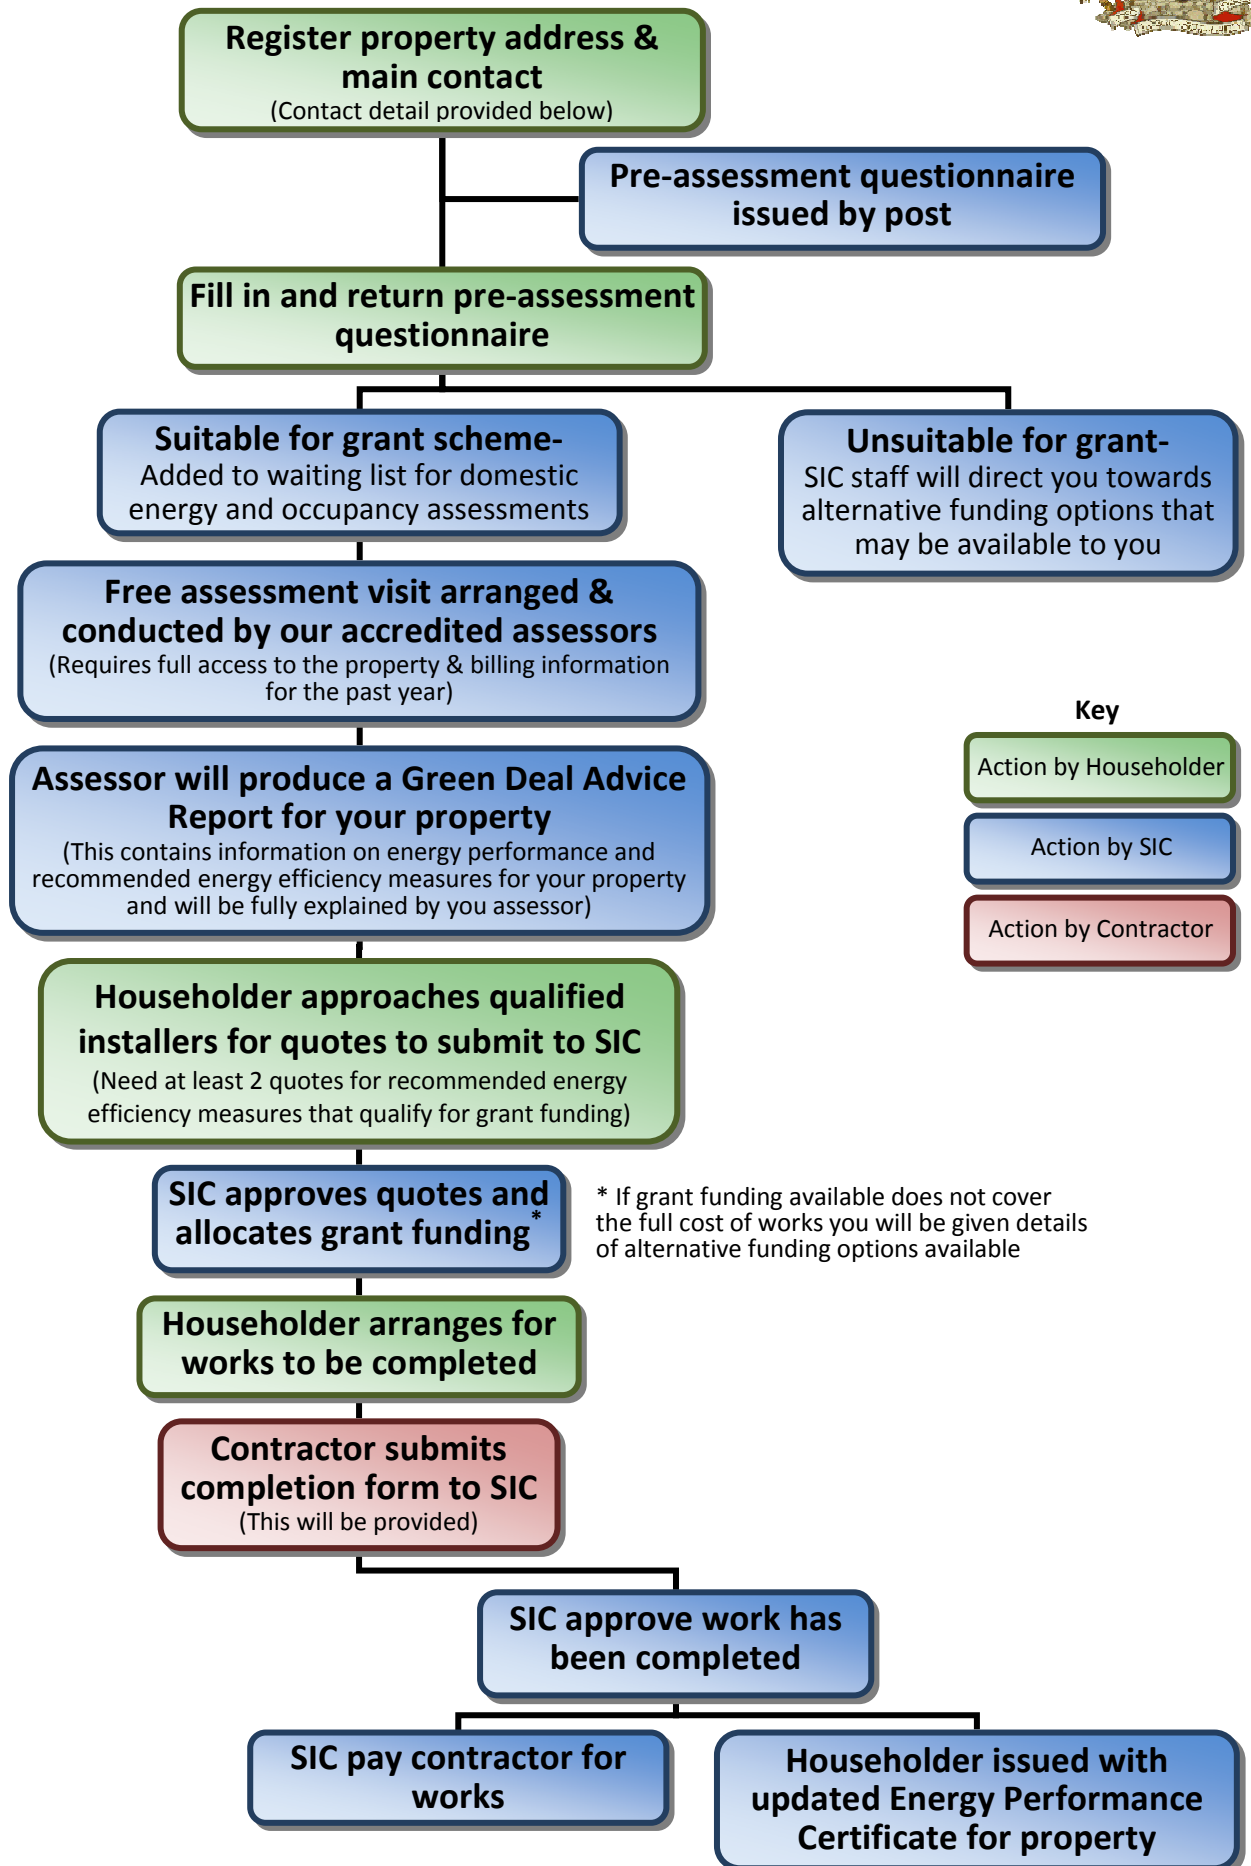 Register property address &
main contact
(Contact detail provided below)
Pre-assessment questionnaire
issued by post
Fill in and return pre-assessment
questionnaire
Suitable for grant scheme-
Added to waiting list for domestic
energy and occupancy assessments
Unsuitable for grant-
SIC staff will direct you towards
alternative funding options that
may be available to you
Free assessment visit arranged &
conducted by our accredited assessors
(Requires full access to the property & billing information
for the past year)
Key
Action by Householder
Action by SIC
Action by Contractor
Assessor will produce a Green Deal Advice
Report for your property
(This contains information on energy performance and
recommended energy efficiency measures for your property
and will be fully explained by you assessor)
Householder approaches qualified
installers for quotes to submit to SIC
(Need at least 2 quotes for recommended energy
efficiency measures that qualify for grant funding)
SIC approves quotes and
allocates grant funding*
* If grant funding available does not cover
the full cost of works you will be given details
of alternative funding options available
Householder arranges for
works to be completed
Contractor submits
completion form to SIC
(This will be provided)
SIC approve work has
been completed
SIC pay contractor for
works
Householder issued with
updated Energy Performance
Certificate for property